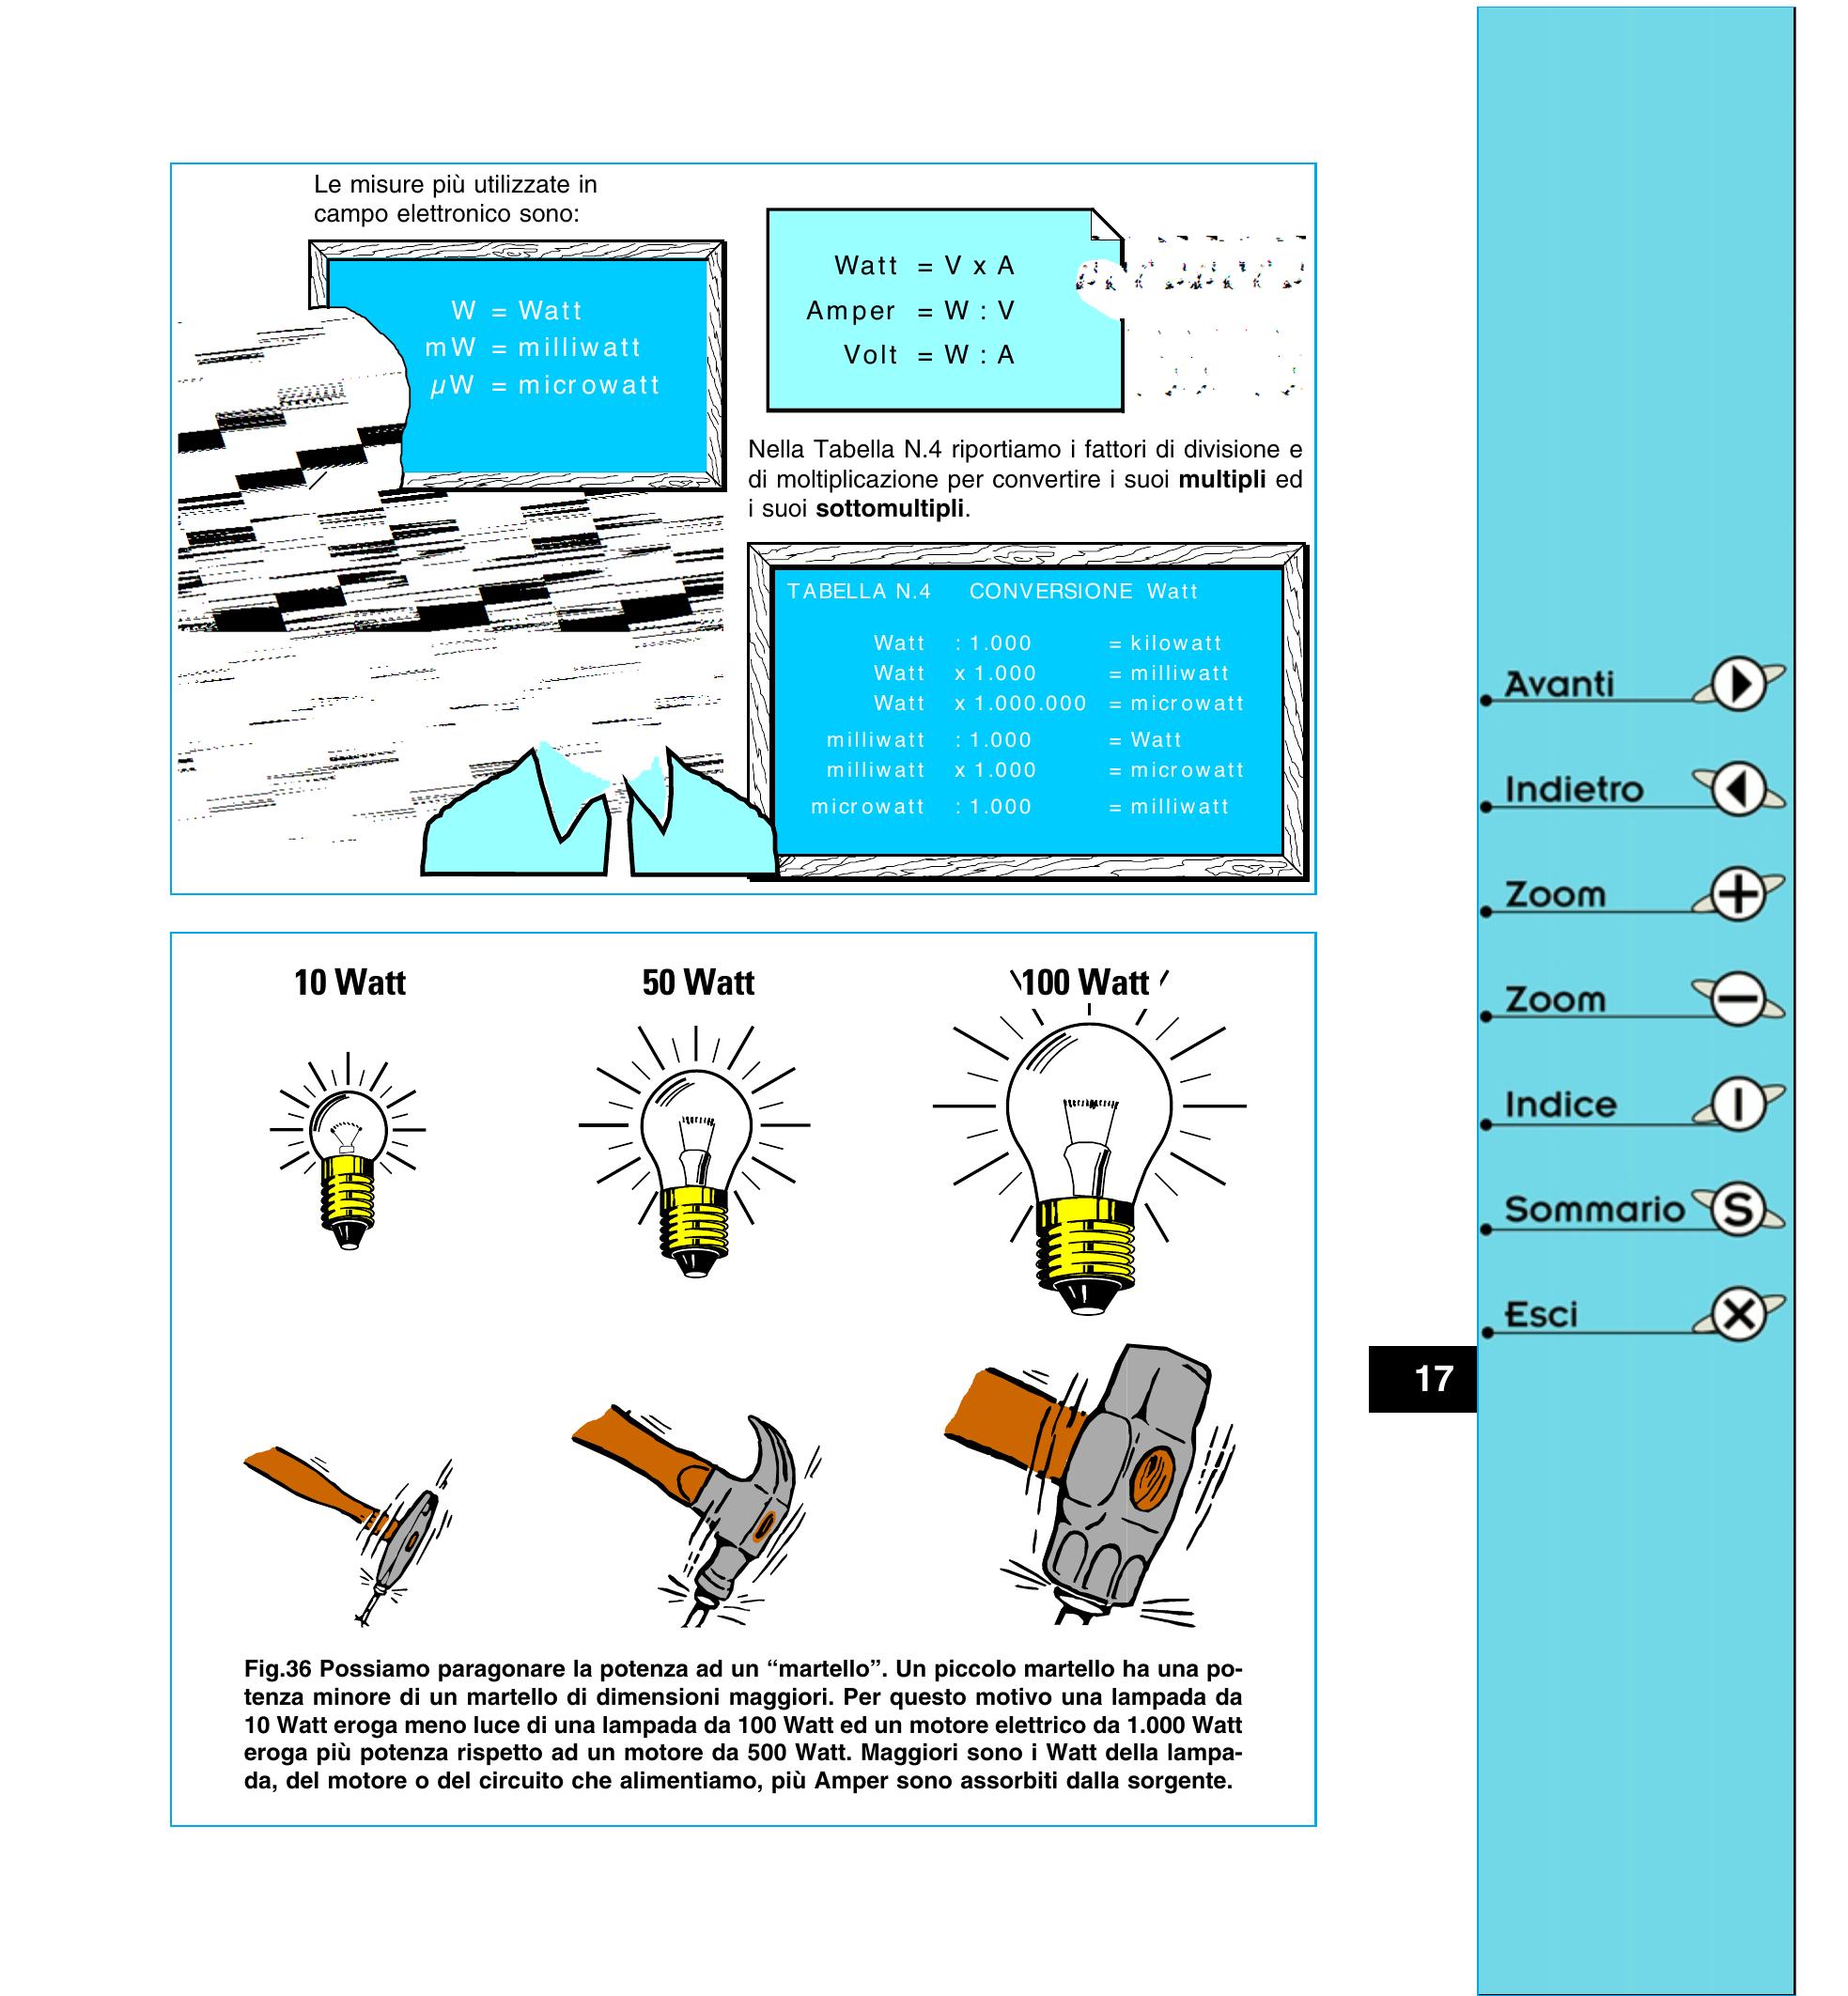 Le misure più utilizzate in
campo elettronico sono:
W = Watt
mW = milliwatt
µW = microwatt
Watt = V x A
Amper = W : V
Volt = W : A
Nella Tabella N.4 riportiamo i fattori di divisione e
di moltiplicazione per convertire i suoi multipli ed
i suoi sottomultipli.
TABELLA N.4 CONVERSIONE Watt
Watt : 1.000 = kilowatt
Watt x 1.000 = milliwatt
Watt x 1.000.000 = microwatt
milliwatt : 1.000 = Watt
milliwatt x 1.000 = microwatt
microwatt : 1.000 = milliwatt
10 Watt
50 Watt
100 Watt
Fig.36 Possiamo paragonare la potenza ad un “martello”. Un piccolo martello ha una po-
tenza minore di un martello di dimensioni maggiori. Per questo motivo una lampada da
10 Watt eroga meno luce di una lampada da 100 Watt ed un motore elettrico da 1.000 Watt
eroga più potenza rispetto ad un motore da 500 Watt. Maggiori sono i Watt della lampa-
da, del motore o del circuito che alimentiamo, più Amper sono assorbiti dalla sorgente.
Avanti
Indietro
Zoom +
Zoom −
Indice I
Sommario S
Esci X
17